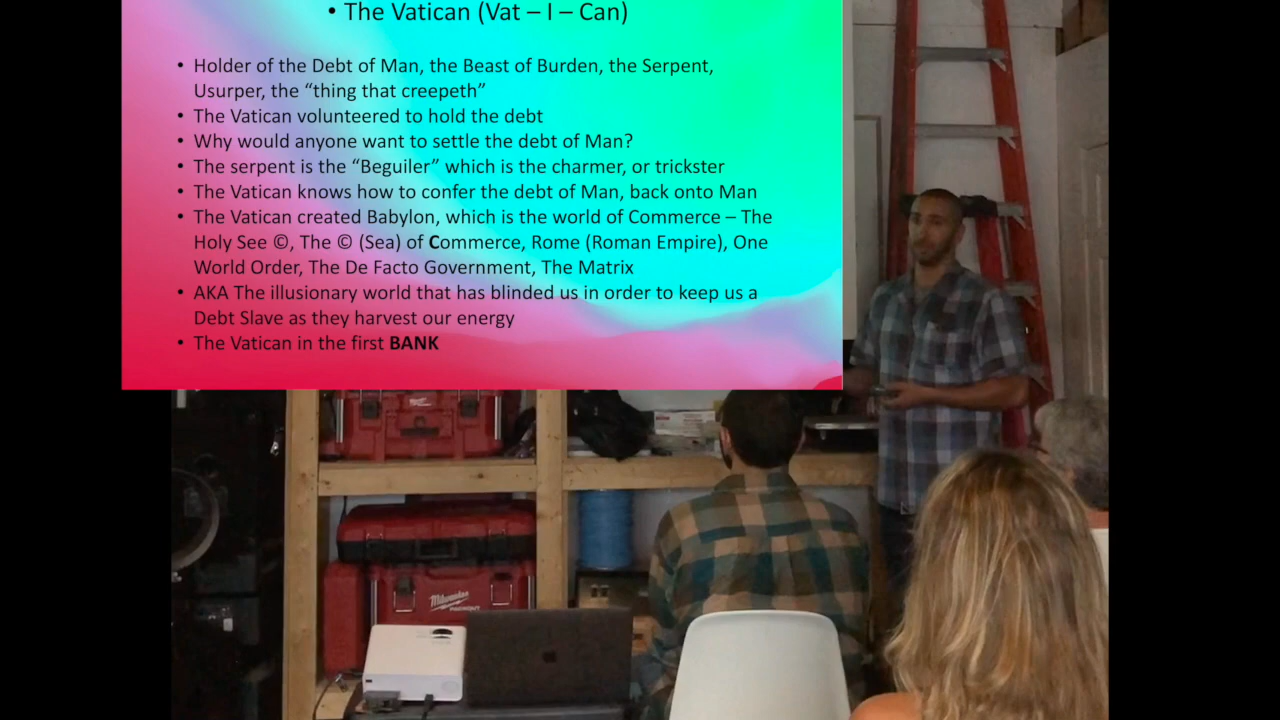 • The Vatican (Vat – I – Can)
• Holder of the Debt of Man, the Beast of Burden, the Serpent,
Usurper, the “thing that creepeth”
• The Vatican volunteered to hold the debt
• Why would anyone want to settle the debt of Man?
• The serpent is the “Beguiler” which is the charmer, or trickster
• The Vatican knows how to confer the debt of Man, back onto Man
• The Vatican created Babylon, which is the world of Commerce – The
Holy See ©, The © (Sea) of Commerce, Rome (Roman Empire), One
World Order, The De Facto Government, The Matrix
• AKA The illusionary world that has blinded us in order to keep us a
Debt Slave as they harvest our energy
• The Vatican in the first BANK
Milwaukee
PACKOUT